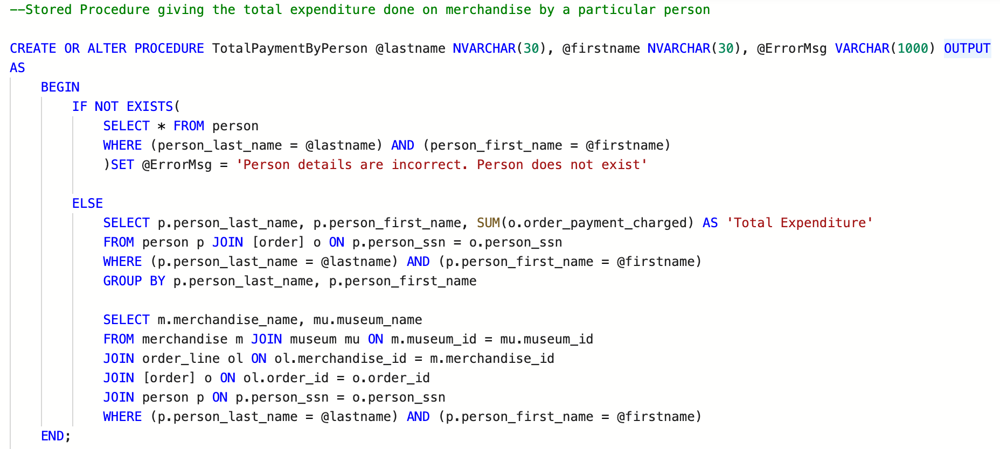 --Stored Procedure giving the total expenditure done on merchandise by a particular person
CREATE OR ALTER PROCEDURE TotalPaymentByPerson @lastname NVARCHAR(30), @firstname NVARCHAR(30), @ErrorMsg VARCHAR(1000) OUTPUT
AS
BEGIN
IF NOT EXISTS(
SELECT * FROM person
WHERE (person_last_name = @lastname) AND (person_first_name = @firstname)
)SET @ErrorMsg = 'Person details are incorrect. Person does not exist'
ELSE
SELECT p.person_last_name, p.person_first_name, SUM(o.order_payment_charged) AS 'Total Expenditure'
FROM person p JOIN [order] o ON p.person_ssn = o.person_ssn
WHERE (p.person_last_name = @lastname) AND (p.person_first_name = @firstname)
GROUP BY p.person_last_name, p.person_first_name
SELECT m.merchandise_name, mu.museum_name
FROM merchandise m JOIN museum mu ON m.museum_id = mu.museum_id
JOIN order_line ol ON ol.merchandise_id = m.merchandise_id
JOIN [order] o ON ol.order_id = o.order_id
JOIN person p ON p.person_ssn = o.person_ssn
WHERE (p.person_last_name = @lastname) AND (p.person_first_name = @firstname)
END;